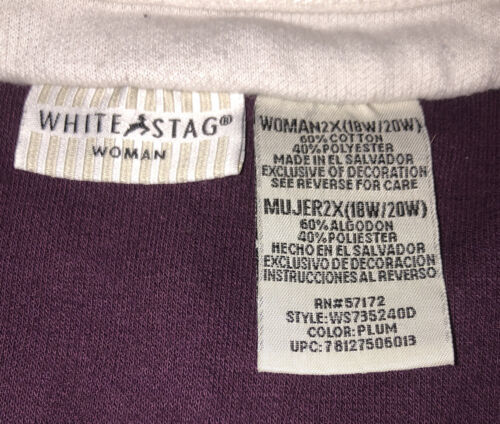 WHITE STAG®
WOMAN
WOMAN2X(18W/20W)
60% COTTON
40% POLYESTER
MADE IN EL SALVADOR
EXCLUSIVE OF DECORATION
SEE REVERSE FOR CARE
MUJER2X(18W/20W)
60% ALGODON
40% POLIESTER
HECHO EN EL SALVADOR
EXCLUSIVO DE DECORATION
INSTRUCCIONES AL REVERSO
RN#57172
STYLE:WS735240D
COLOR:PLUM
UPC:78127506013